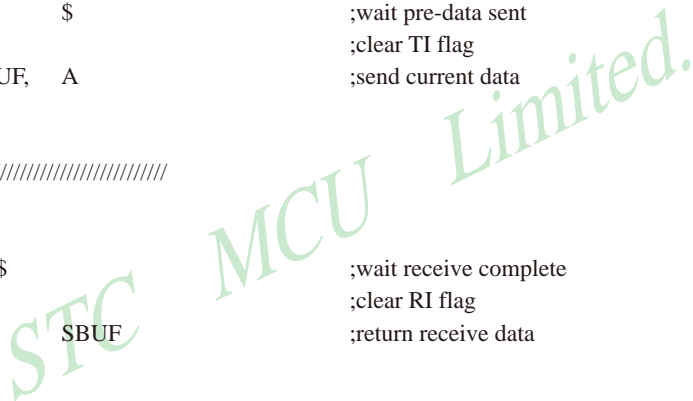 $ ;wait pre-data sent
;clear TI flag
UF, A ;send current data
/////////////////////////
$ ;wait receive complete
;clear RI flag
SBUF ;return receive data
STC MCU Limited.